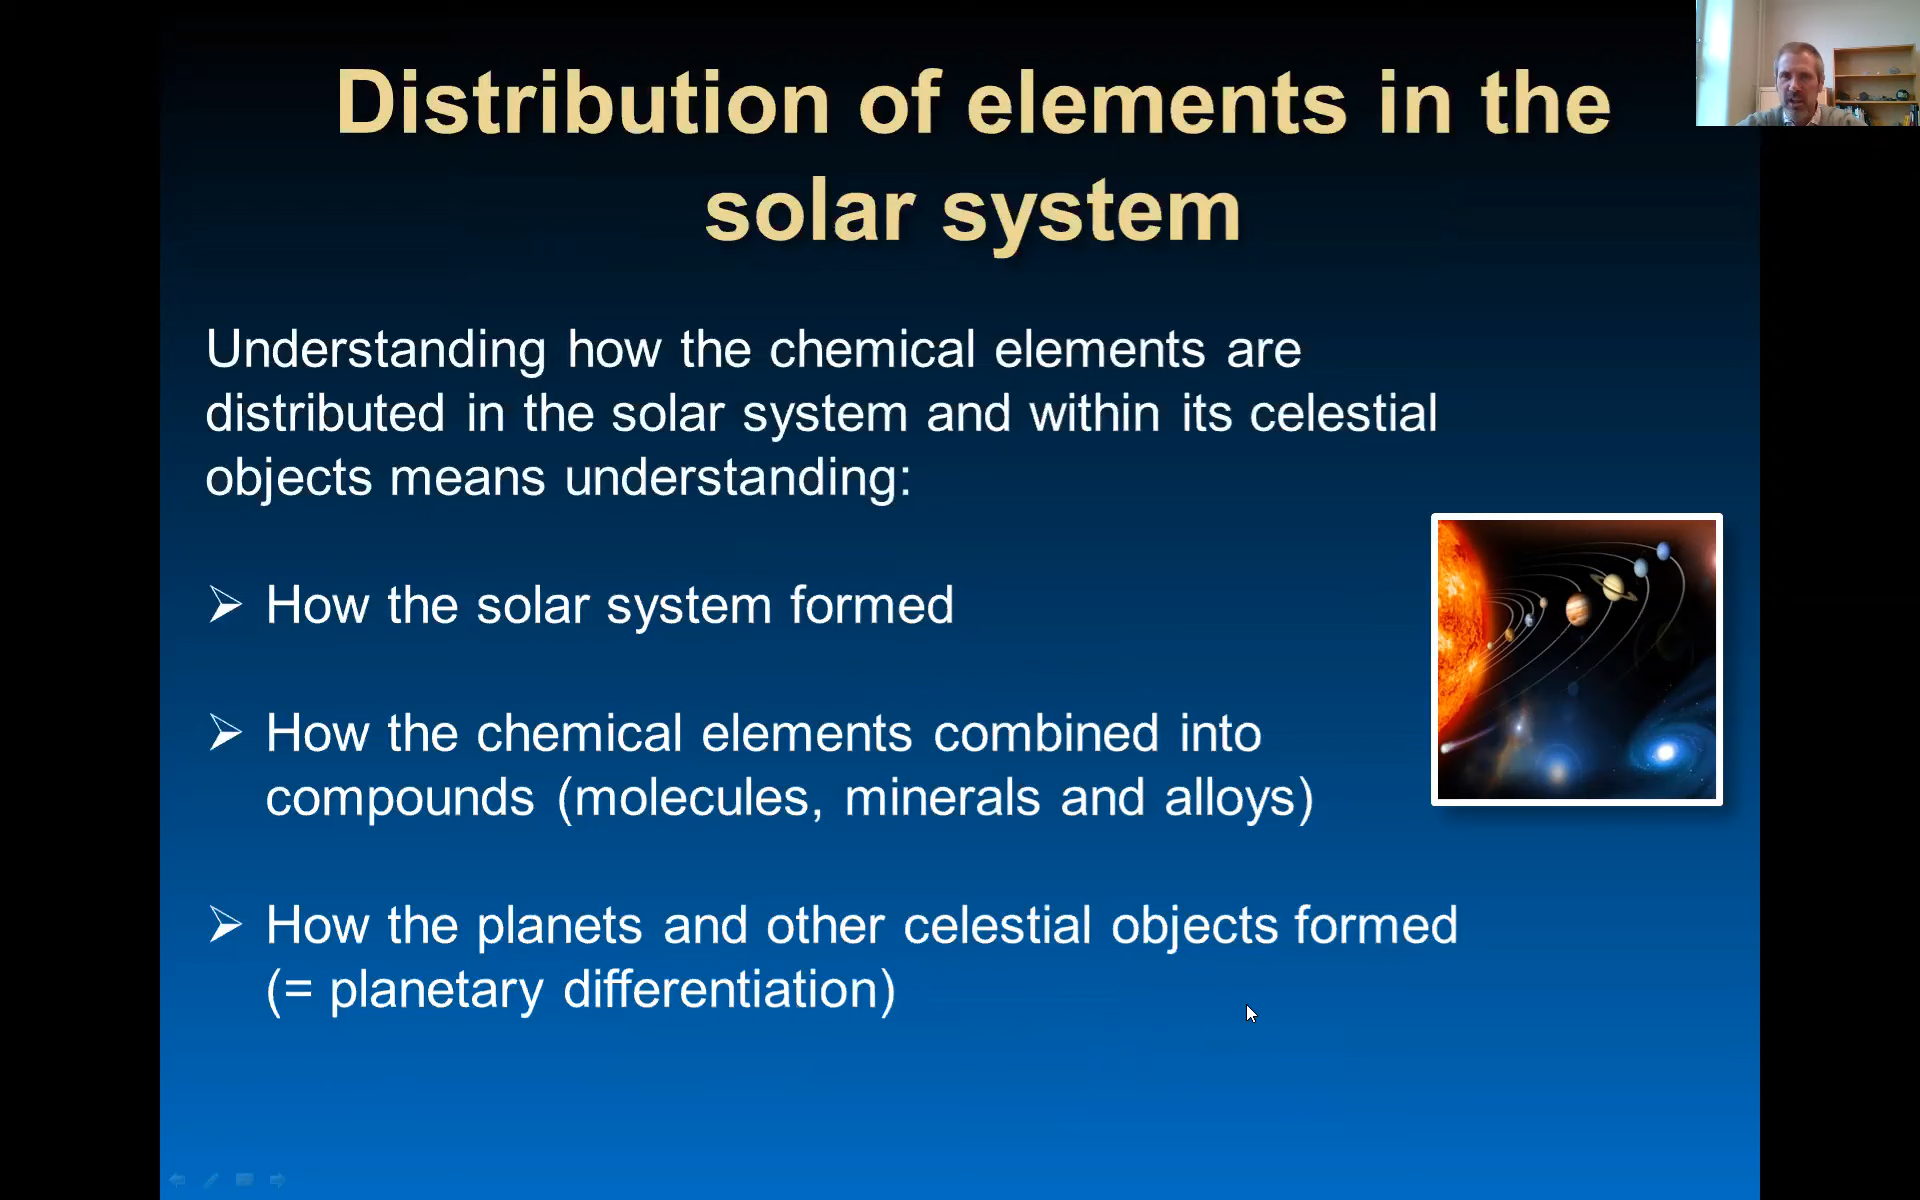 Distribution of elements in the
solar system
Understanding how the chemical elements are
distributed in the solar system and within its celestial
objects means understanding:
➢ How the solar system formed
➢ How the chemical elements combined into
compounds (molecules, minerals and alloys)
➢ How the planets and other celestial objects formed
(= planetary differentiation)